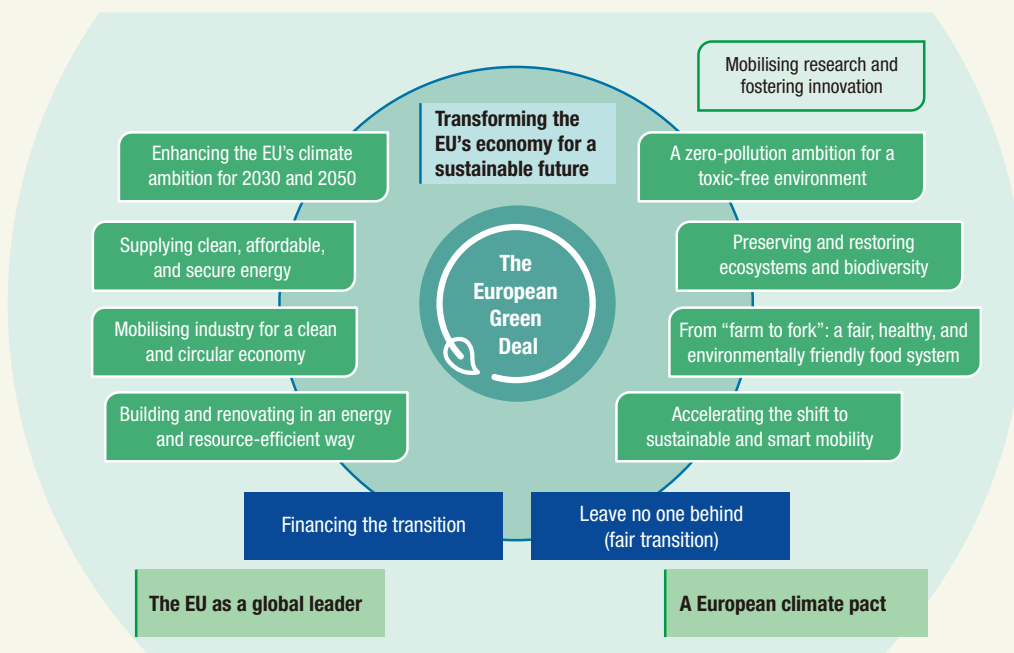 Mobilising research and
fostering innovation
Transforming the
EU’s economy for a
sustainable future
Enhancing the EU’s climate
ambition for 2030 and 2050
A zero-pollution ambition for a
toxic-free environment
Supplying clean, affordable,
and secure energy
The
European
Green
Deal
Preserving and restoring
ecosystems and biodiversity
Mobilising industry for a clean
and circular economy
From “farm to fork”: a fair, healthy, and
environmentally friendly food system
Building and renovating in an energy
and resource-efficient way
Accelerating the shift to
sustainable and smart mobility
Financing the transition
Leave no one behind
(fair transition)
The EU as a global leader
A European climate pact